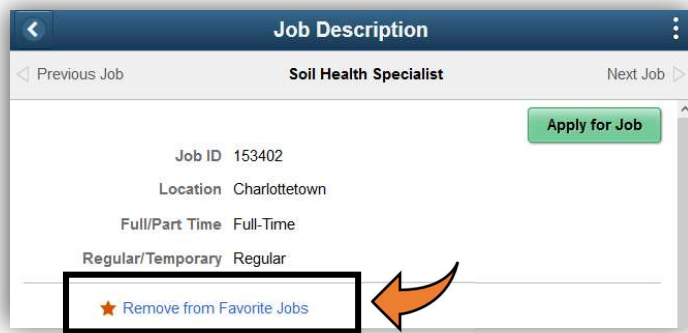 Job Description
Previous Job Soil Health Specialist Next Job
Apply for Job
Job ID 153402
Location Charlottetown
Full/Part Time Full-Time
Regular/Temporary Regular
Remove from Favorite Jobs